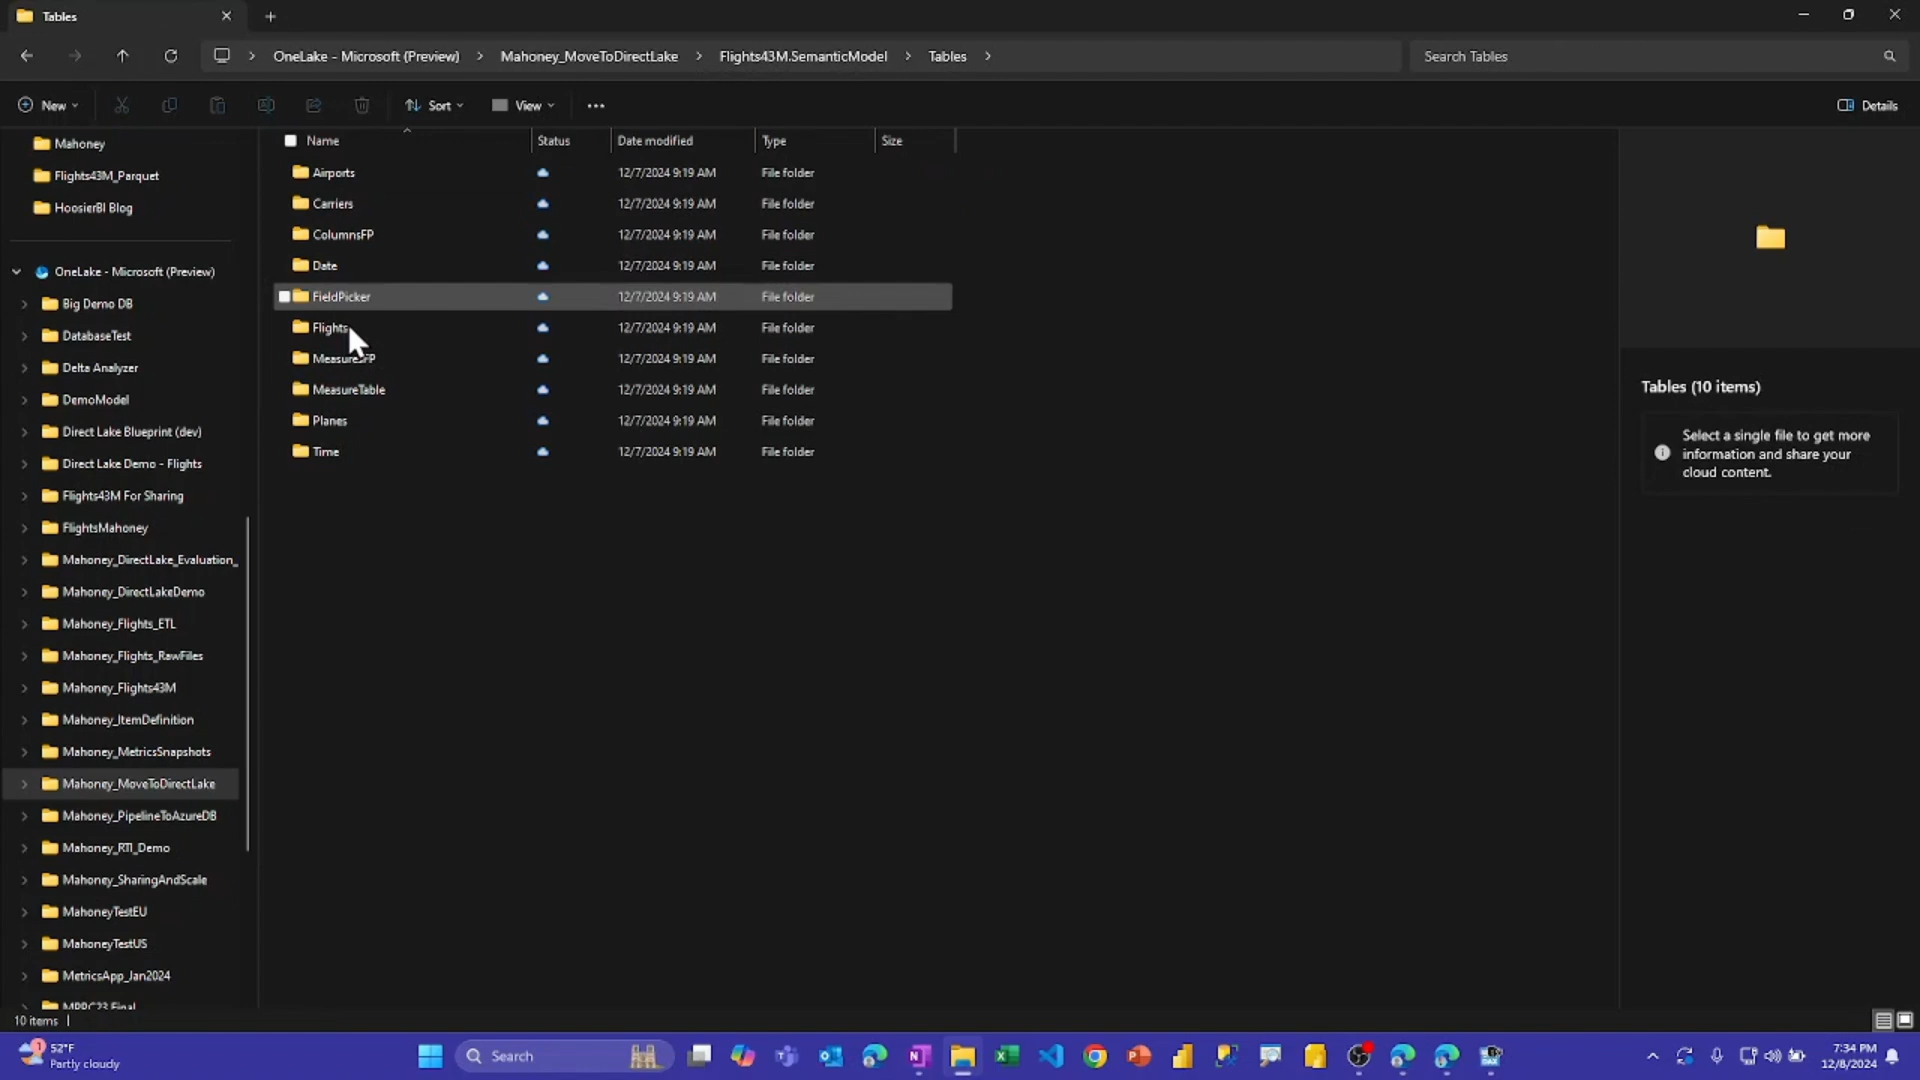 Tables
OneLake - Microsoft (Preview) > Mahoney_MoveToDirectLake > Flights43M.SemanticModel > Tables >
Search Tables
New
Sort
View
Details
Mahoney
Flights43M_Parquet
HoosierBI Blog
OneLake - Microsoft (Preview)
Big Demo DB
DatabaseTest
Delta Analyzer
DemoModel
Direct Lake Blueprint (dev)
Direct Lake Demo - Flights
Flights43M For Sharing
FlightsMahoney
Mahoney_DirectLake_Evaluation_
Mahoney_DirectLakeDemo
Mahoney_Flights_ETL
Mahoney_Flights_RawFiles
Mahoney_Flights43M
Mahoney_ItemDefinition
Mahoney_MetricsSnapshots
Mahoney_MoveToDirectLake
Mahoney_PipelineToAzureDB
Mahoney_RTI_Demo
Mahoney_SharingAndScale
MahoneyTestEU
MahoneyTestUS
MetricsApp_Jan2024
MPPC23 Final
Name Status Date modified Type Size
Airports 12/7/2024 9:19 AM File folder
Carriers 12/7/2024 9:19 AM File folder
ColumnsFP 12/7/2024 9:19 AM File folder
Date 12/7/2024 9:19 AM File folder
FieldPicker 12/7/2024 9:19 AM File folder
Flights 12/7/2024 9:19 AM File folder
MeasuresFP 12/7/2024 9:19 AM File folder
MeasureTable 12/7/2024 9:19 AM File folder
Planes 12/7/2024 9:19 AM File folder
Time 12/7/2024 9:19 AM File folder
Tables (10 items)
Select a single file to get more
information and share your
cloud content.
10 items
1
52°F
Partly cloudy
Search
DAX
7:34 PM
12/8/2024